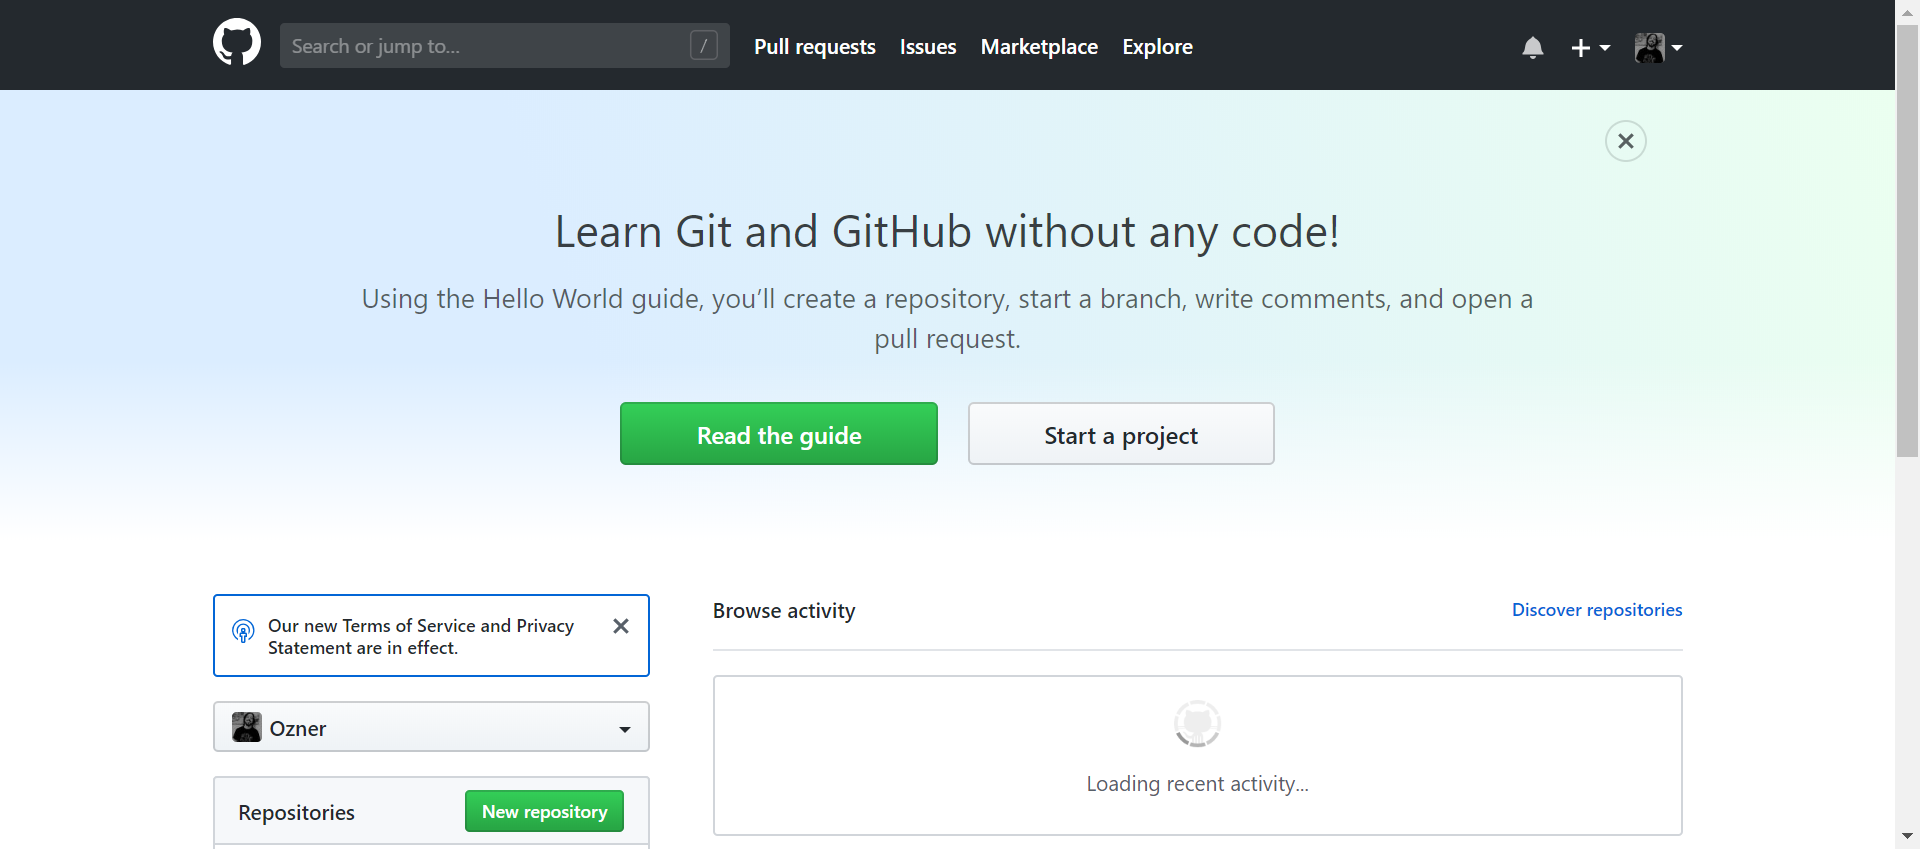 Search or jump to...
/
Pull requests
Issues
Marketplace
Explore
Learn Git and GitHub without any code!
Using the Hello World guide, you’ll create a repository, start a branch, write comments, and open a
pull request.
Read the guide
Start a project
Our new Terms of Service and Privacy
Statement are in effect.
Ozner
Repositories
New repository
Browse activity
Discover repositories
Loading recent activity...